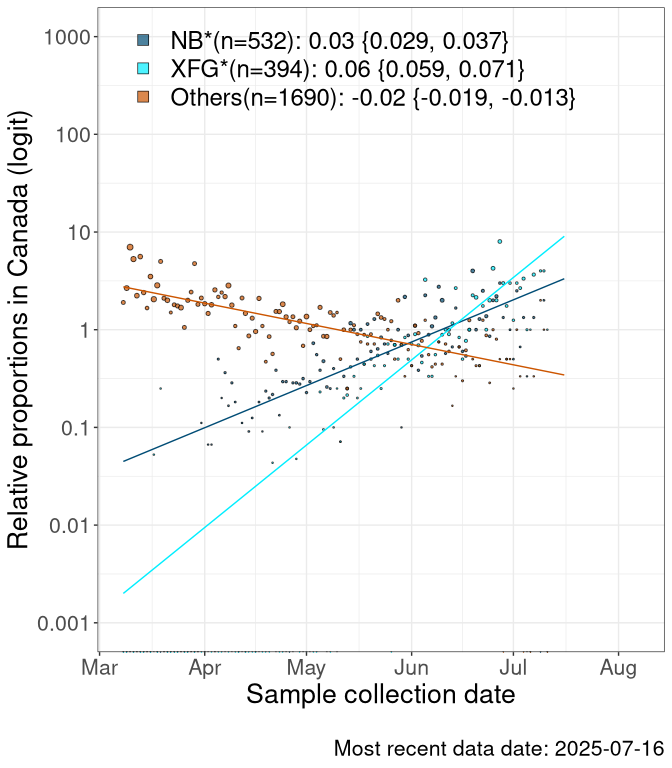 NB*(n=532): 0.03 {0.029, 0.037}
XFG*(n=394): 0.06 {0.059, 0.071}
Others(n=1690): -0.02 {-0.019, -0.013}
Relative proportions in Canada (logit)
1000
100
10
1
0.1
0.01
0.001
Mar Apr May Jun Jul Aug
Sample collection date
Most recent data date: 2025-07-16